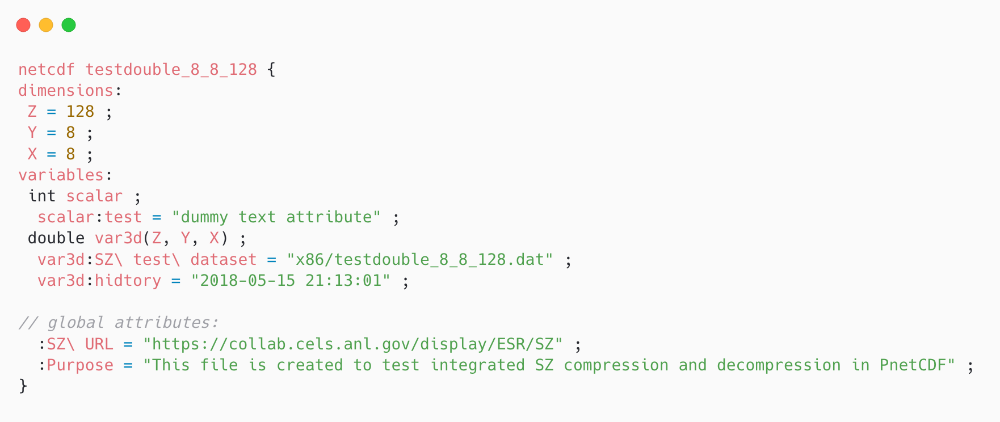 netcdf testdouble_8_8_128 {
dimensions:
 Z = 128 ;
 Y = 8 ;
 X = 8 ;
variables:
 int scalar ;
  scalar:test = "dummy text attribute" ;
 double var3d(Z, Y, X) ;
  var3d:SZ\ test\ dataset = "x86/testdouble_8_8_128.dat" ;
  var3d:hidtory = "2018-05-15 21:13:01" ;

// global attributes:
  :SZ\ URL = "https://collab.cels.anl.gov/display/ESR/SZ" ;
  :Purpose = "This file is created to test integrated SZ compression and decompression in PnetCDF" ;
}